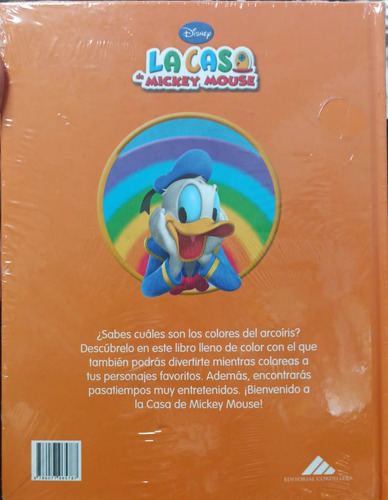 Disney
LA CASA
de MICKEY MOUSE
¿Sabes cuáles son los colores del arcoíris?
Descúbrelo en este libro lleno de color con el que
también podrás divertirte mientras coloreas a
tus personajes favoritos. Además, encontrarás
pasatiempos muy entretenidos. ¡Bienvenido a
la Casa de Mickey Mouse!
EDITORIAL CORDILLERA